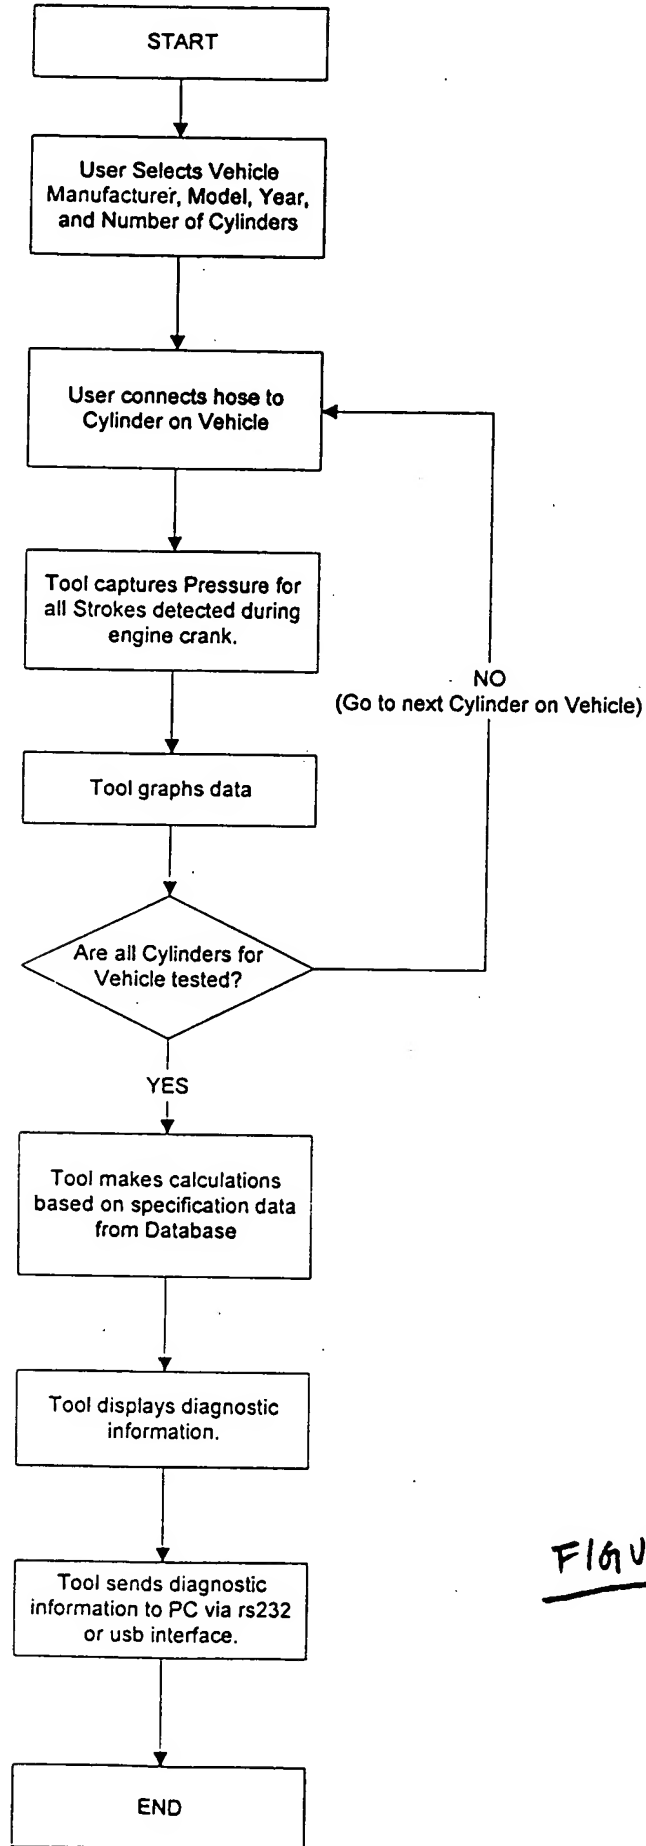 START
User Selects Vehicle
Manufacturer, Model, Year,
and Number of Cylinders
User connects hose to
Cylinder on Vehicle
Tool captures Pressure for
all Strokes detected during
engine crank.
NO
(Go to next Cylinder on Vehicle)
Tool graphs data
Are all Cylinders for
Vehicle tested?
YES
Tool makes calculations
based on specification data
from Database
Tool displays diagnostic
information.
Tool sends diagnostic
information to PC via rs232
or usb interface.
END